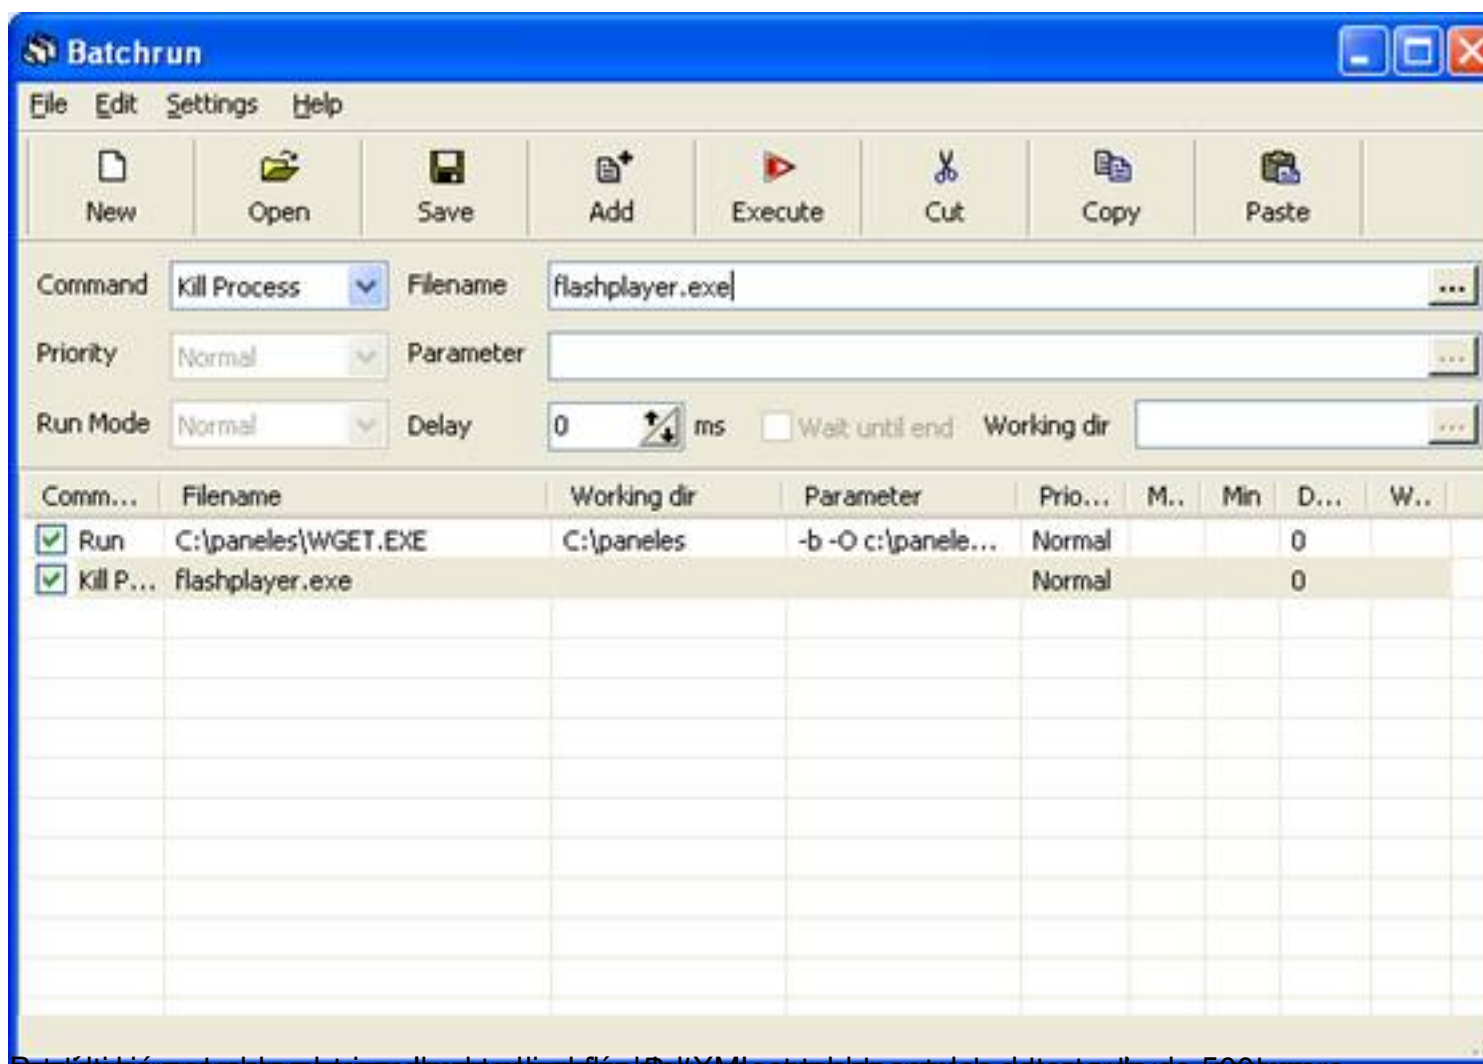 Batchrun
File Edit Settings Help
New Open Save Add Execute Cut Copy Paste
Command Kill Process Filename flashplayer.exe ...
Priority Normal Parameter ...
Run Mode Normal Delay 0 ms Wait until end Working dir ...
Comm... Filename Working dir Parameter Prio... M.. Min D... W..
Run C:\paneles\WGET.EXE C:\paneles -b -O c:\panele... Normal 0
Kill P... flashplayer.exe Normal 0